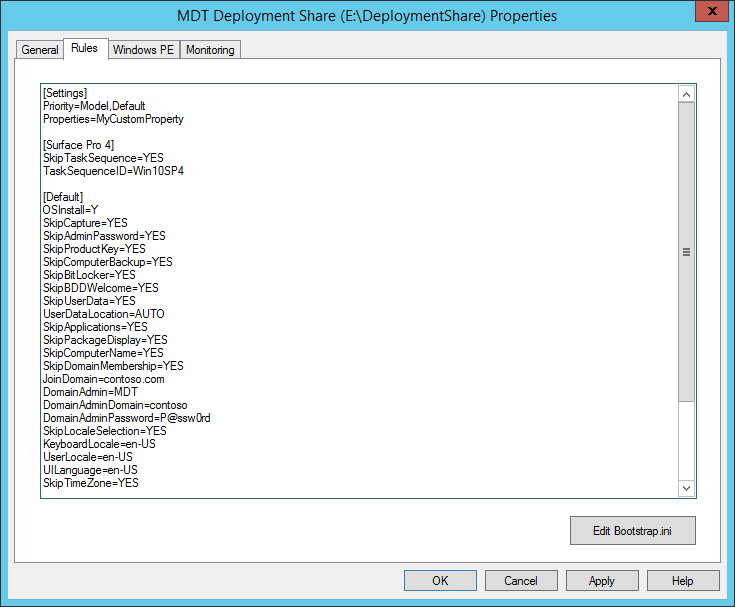 MDT Deployment Share (E:\DeploymentShare) Properties
X
General Rules Windows PE Monitoring
[Settings]
Priority=Model,Default
Properties=MyCustomProperty
[Surface Pro 4]
SkipTaskSequence=YES
TaskSequenceID=Win10SP4
[Default]
OSInstall=Y
SkipCapture=YES
SkipAdminPassword=YES
SkipProductKey=YES
SkipComputerBackup=YES
SkipBitLocker=YES
SkipBDDWelcome=YES
SkipUserData=YES
UserDataLocation=AUTO
SkipApplications=YES
SkipPackageDisplay=YES
SkipComputerName=YES
SkipDomainMembership=YES
JoinDomain=contoso.com
DomainAdmin=MDT
DomainAdminDomain=contoso
DomainAdminPassword=P@ssw0rd
SkipLocaleSelection=YES
KeyboardLocale=en-US
UserLocale=en-US
UILanguage=en-US
SkipTimeZone=YES
Edit Bootstrap.ini
OK Cancel Apply Help